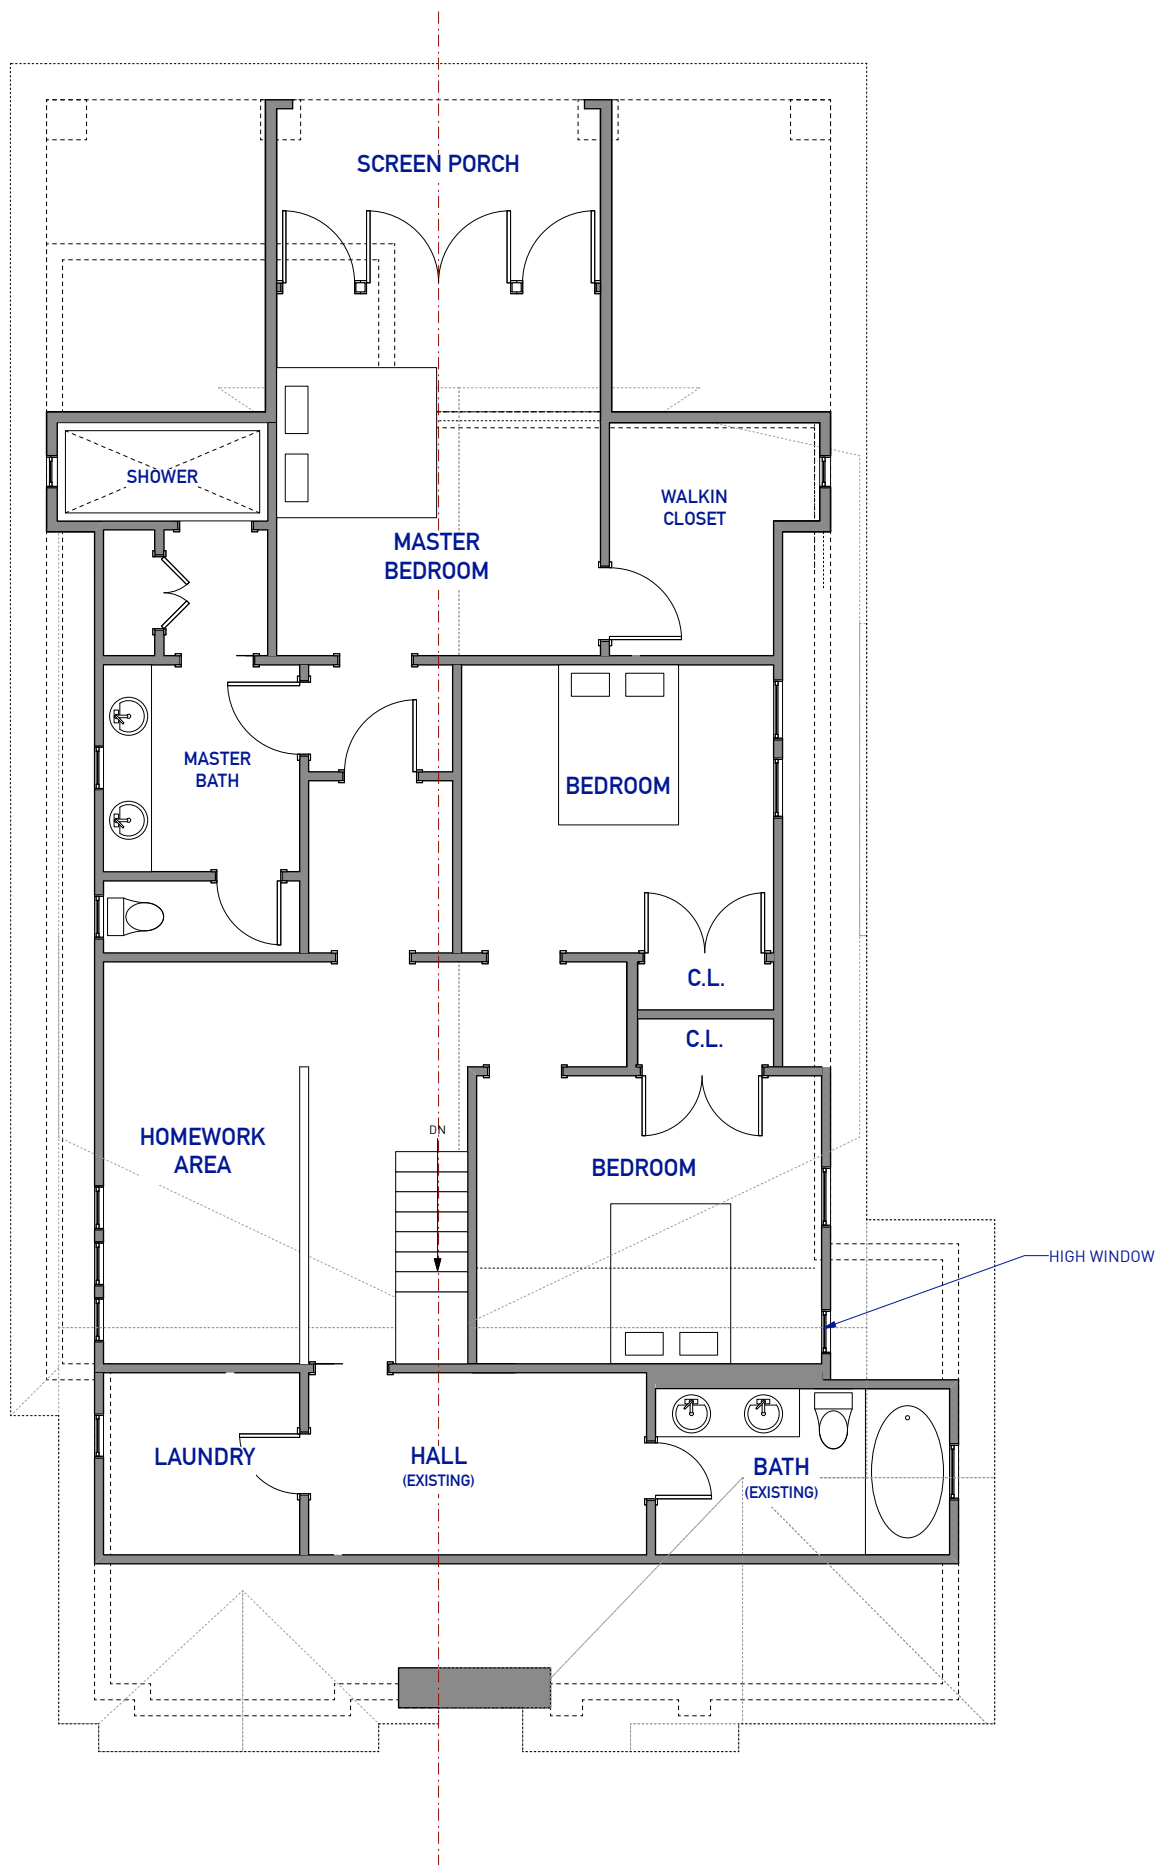 SCREEN PORCH
SHOWER
WALKIN
CLOSET
MASTER
BEDROOM
MASTER
BATH
BEDROOM
C.L.
C.L.
DN
HOMEWORK
AREA
BEDROOM
HIGH WINDOW
LAUNDRY
HALL
(EXISTING)
BATH
(EXISTING)